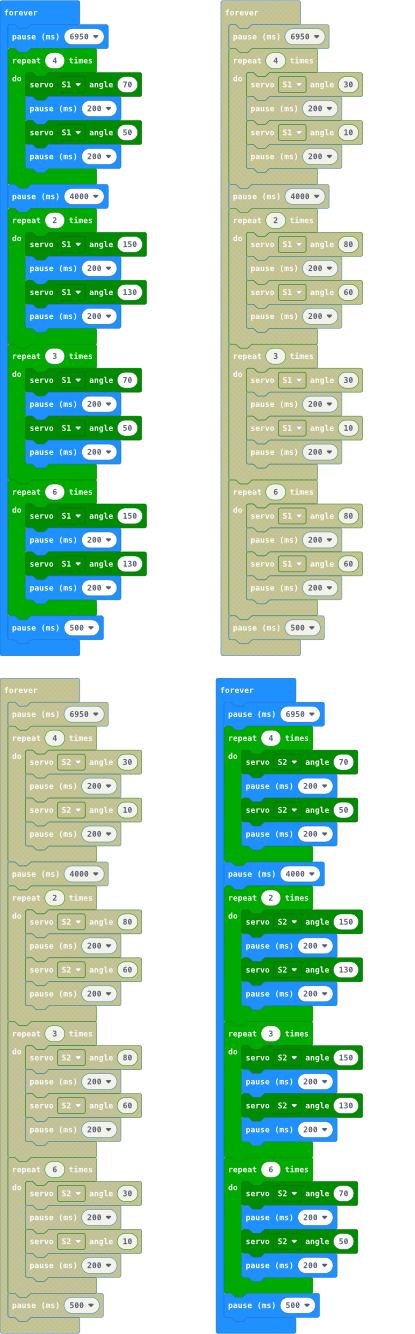 forever
pause (ms) 6950
repeat 4 times
do
servo S1 angle 70
pause (ms) 200
servo S1 angle 50
pause (ms) 200
pause (ms) 4000
repeat 2 times
do
servo S1 angle 150
pause (ms) 200
servo S1 angle 130
pause (ms) 200
repeat 3 times
do
servo S1 angle 70
pause (ms) 200
servo S1 angle 50
pause (ms) 200
repeat 6 times
do
servo S1 angle 150
pause (ms) 200
servo S1 angle 130
pause (ms) 200
pause (ms) 500
forever
pause (ms) 6950
repeat 4 times
do
servo S1 angle 30
pause (ms) 200
servo S1 angle 10
pause (ms) 200
pause (ms) 4000
repeat 2 times
do
servo S1 angle 80
pause (ms) 200
servo S1 angle 60
pause (ms) 200
repeat 3 times
do
servo S1 angle 30
pause (ms) 200
servo S1 angle 10
pause (ms) 200
repeat 6 times
do
servo S1 angle 80
pause (ms) 200
servo S1 angle 60
pause (ms) 200
pause (ms) 500
forever
pause (ms) 6950
repeat 4 times
do
servo S2 angle 30
pause (ms) 200
servo S2 angle 10
pause (ms) 200
pause (ms) 4000
repeat 2 times
do
servo S2 angle 80
pause (ms) 200
servo S2 angle 60
pause (ms) 200
repeat 3 times
do
servo S2 angle 80
pause (ms) 200
servo S2 angle 60
pause (ms) 200
repeat 6 times
do
servo S2 angle 30
pause (ms) 200
servo S2 angle 10
pause (ms) 200
pause (ms) 500
forever
pause (ms) 6950
repeat 4 times
do
servo S2 angle 70
pause (ms) 200
servo S2 angle 50
pause (ms) 200
pause (ms) 4000
repeat 2 times
do
servo S2 angle 150
pause (ms) 200
servo S2 angle 130
pause (ms) 200
repeat 3 times
do
servo S2 angle 150
pause (ms) 200
servo S2 angle 130
pause (ms) 200
repeat 6 times
do
servo S2 angle 70
pause (ms) 200
servo S2 angle 50
pause (ms) 200
pause (ms) 500